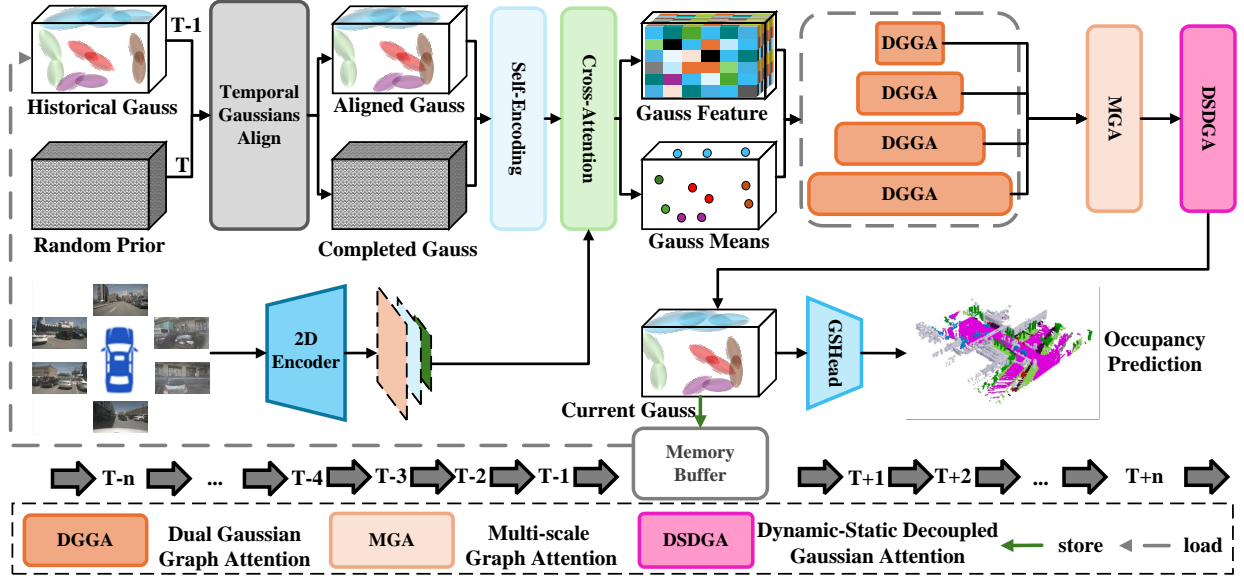 T-1
Historical Gauss
T
Random Prior
Temporal
Gaussians
Align
Aligned Gauss
Completed Gauss
Self-Encoding
Cross-Attention
Gauss Feature
Gauss Means
DGGA
DGGA
DGGA
DGGA
MGA
DSDGA
2D
Encoder
Current Gauss
GSHead
Occupancy
Prediction
Memory
Buffer
T-n
...
T-4
T-3
T-2
T-1
T+1
T+2
...
T+n
DGGA
Dual Gaussian
Graph Attention
MGA
Multi-scale
Graph Attention
DSDGA
Dynamic-Static Decoupled
Gaussian Attention
store
load